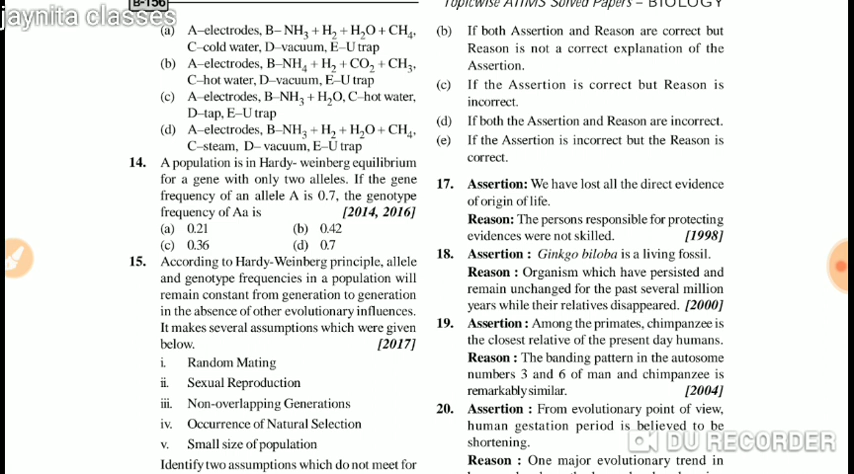 B-156
Topicwise AIIMS Solved Papers – BIOLOGY
jaynita classes
(a) A–electrodes, B– NH₃ + H₂ + H₂O + CH₄,
C–cold water, D–vacuum, E–U trap
(b) A–electrodes, B–NH₄ + H₂ + CO₂ + CH₃,
C–hot water, D–vacuum, E–U trap
(c) A–electrodes, B–NH₃ + H₂O, C–hot water,
D–tap, E–U trap
(d) A–electrodes, B–NH₃ + H₂ + H₂O + CH₄,
C–steam, D– vacuum, E–U trap
14. A population is in Hardy- weinberg equilibrium
for a gene with only two alleles. If the gene
frequency of an allele A is 0.7, the genotype
frequency of Aa is [2014, 2016]
(a) 0.21 (b) 0.42
(c) 0.36 (d) 0.7
15. According to Hardy-Weinberg principle, allele
and genotype frequencies in a population will
remain constant from generation to generation
in the absence of other evolutionary influences.
It makes several assumptions which were given
below. [2017]
i. Random Mating
ii. Sexual Reproduction
iii. Non-overlapping Generations
iv. Occurrence of Natural Selection
v. Small size of population
Identify two assumptions which do not meet for
(b) If both Assertion and Reason are correct but
Reason is not a correct explanation of the
Assertion.
(c) If the Assertion is correct but Reason is
incorrect.
(d) If both the Assertion and Reason are incorrect.
(e) If the Assertion is incorrect but the Reason is
correct.
17. Assertion: We have lost all the direct evidence
of origin of life.
Reason: The persons responsible for protecting
evidences were not skilled. [1998]
18. Assertion : Ginkgo biloba is a living fossil.
Reason : Organism which have persisted and
remain unchanged for the past several million
years while their relatives disappeared. [2000]
19. Assertion : Among the primates, chimpanzee is
the closest relative of the present day humans.
Reason : The banding pattern in the autosome
numbers 3 and 6 of man and chimpanzee is
remarkably similar. [2004]
20. Assertion : From evolutionary point of view,
human gestation period is believed to be
shortening.
Reason : One major evolutionary trend in
DU RECORDER